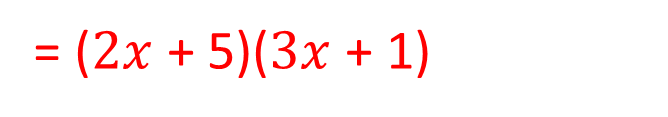 = (2𝑥 + 5)(3𝑥 + 1)